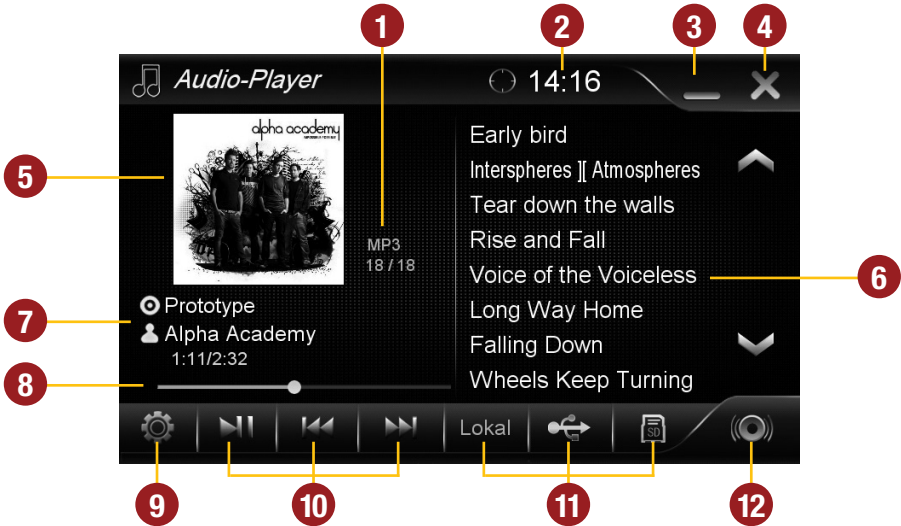 1
2
3
4
Audio-Player
14:16
alpha academy
5
MP3
18 / 18
Early bird
Interspheres ][ Atmospheres
Tear down the walls
Rise and Fall
Voice of the Voiceless
6
Long Way Home
Falling Down
Wheels Keep Turning
7
Prototype
Alpha Academy
1:11/2:32
8
Lokal
SD
9
10
11
12